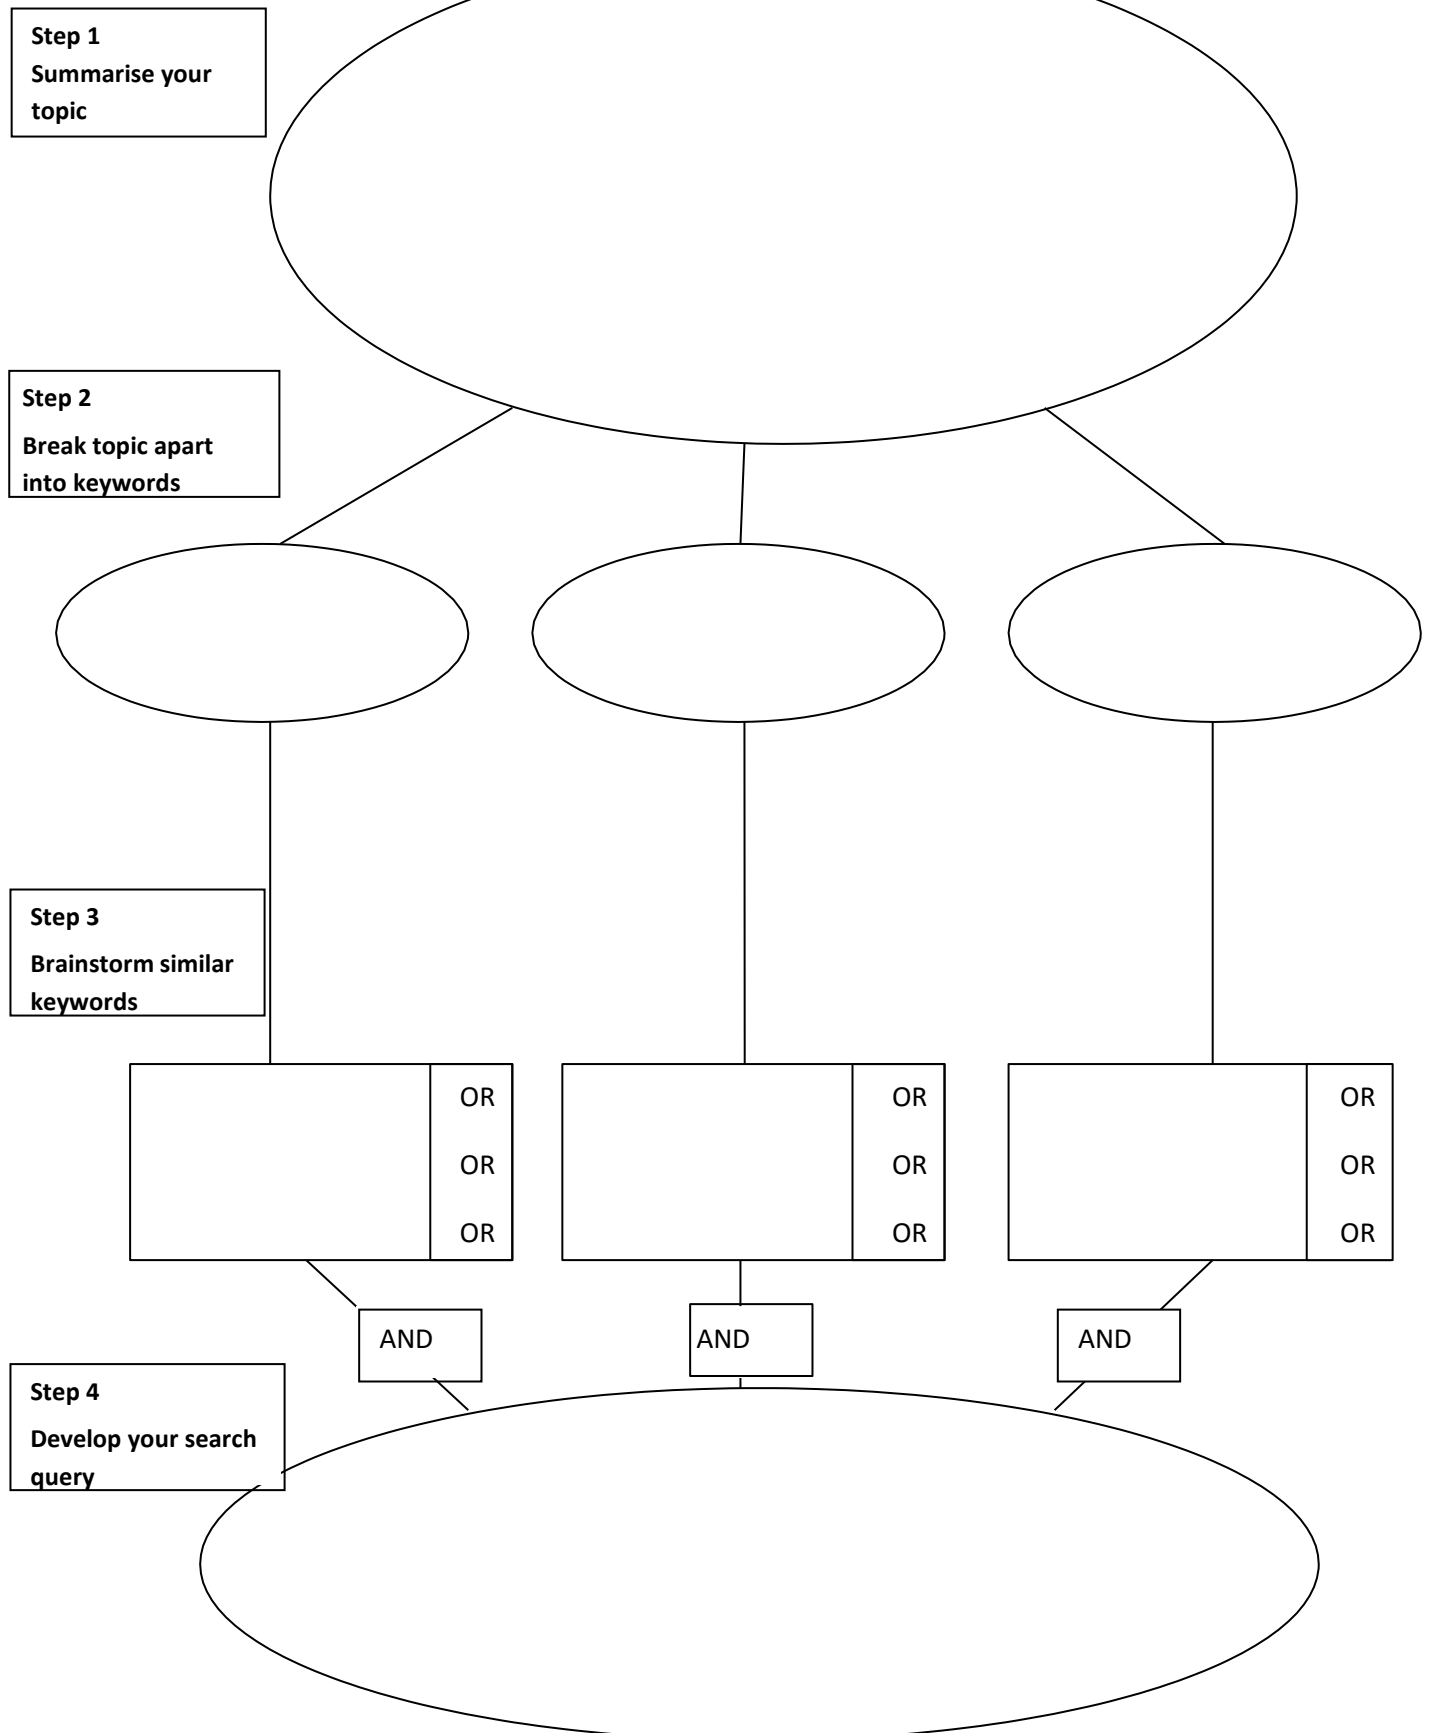 Step 1
Summarise your
topic
Step 2
Break topic apart
into keywords
Step 3
Brainstorm similar
keywords
OR
OR
OR
OR
OR
OR
OR
OR
OR
AND
AND
AND
Step 4
Develop your search
query